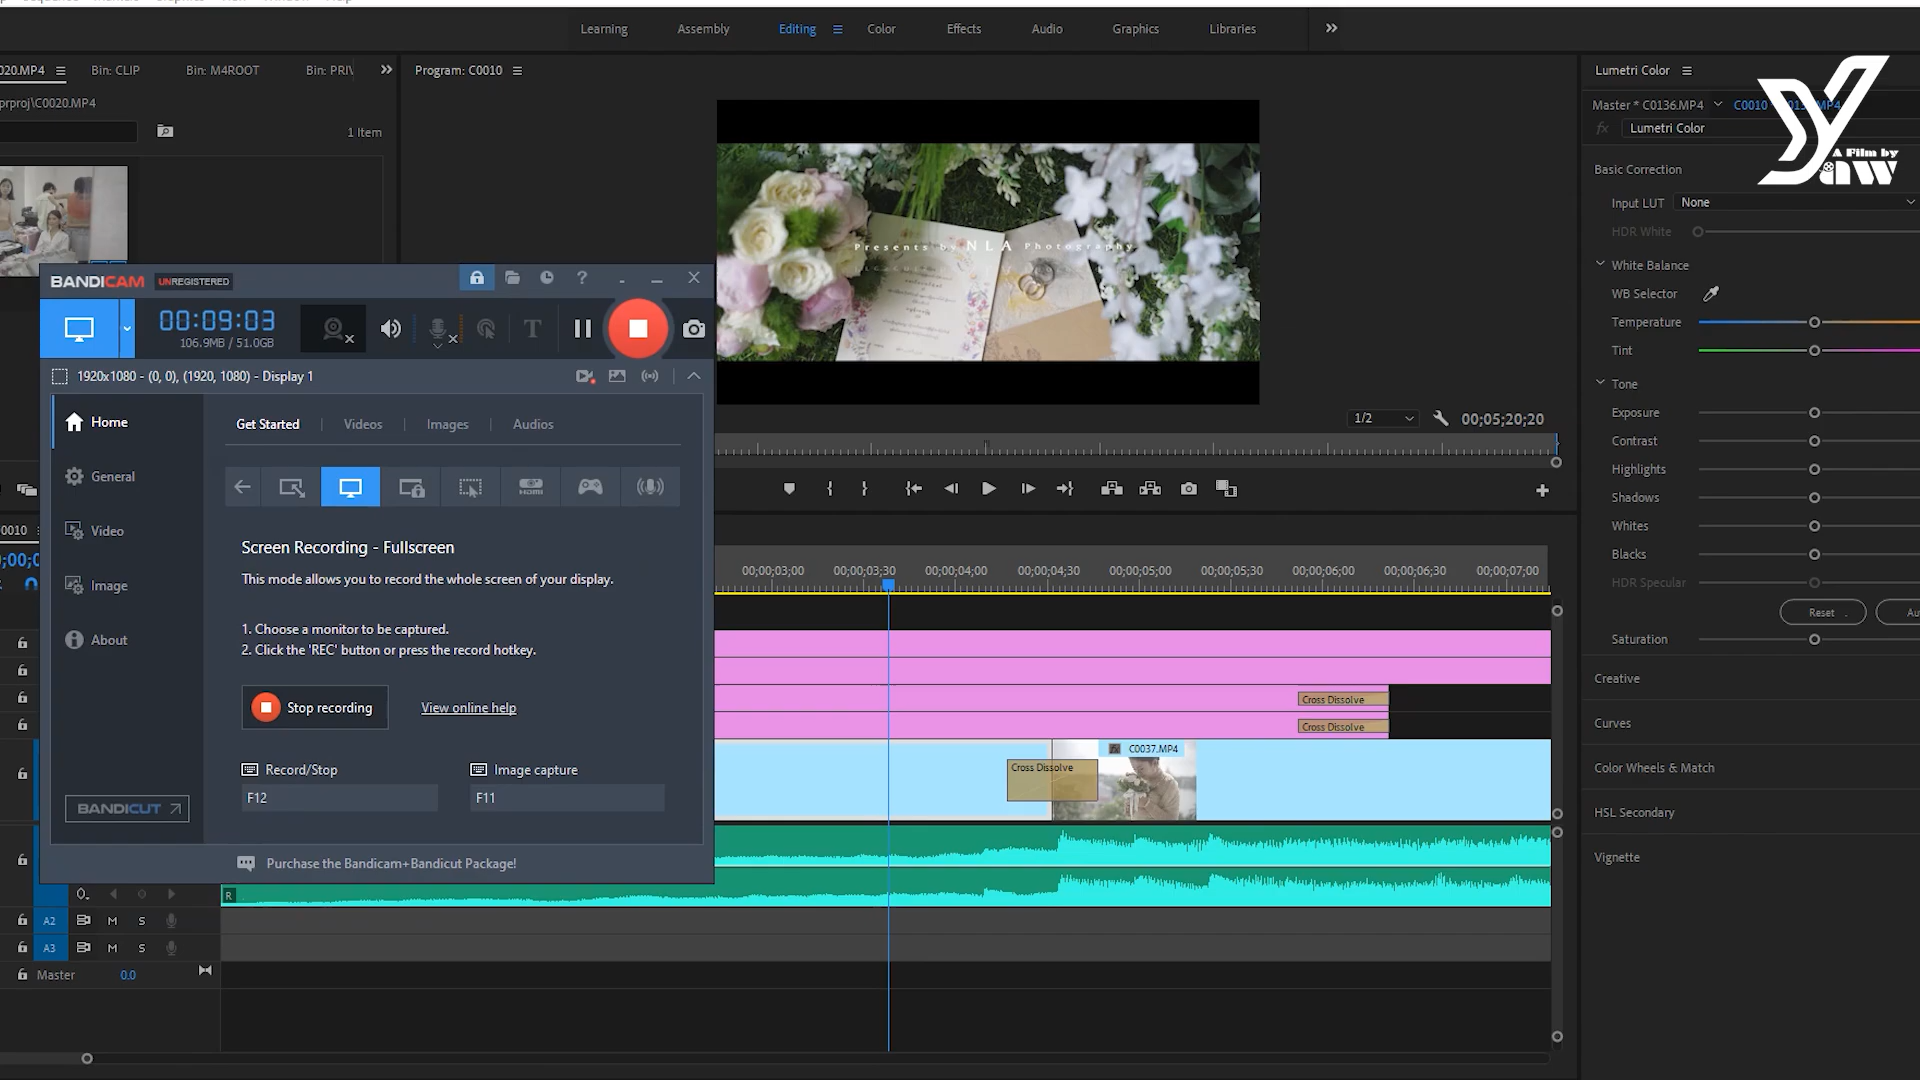 Learning Assembly Editing Color Effects Audio Graphics Libraries
020.MP4 Bin: CLIP Bin: M4ROOT Bin: PRIV
Program: C0010
Lumetri Color
prproj\C0020.MP4
Master * C0136.MP4 C0010
1 Item
fx Lumetri Color
A Film by
Yaw
Basic Correction
Input LUT None
HDR White
White Balance
WB Selector
Temperature
Tint
Tone
Exposure
Contrast
Highlights
Shadows
Whites
Blacks
HDR Specular
Reset Au
Saturation
Creative
Curves
Color Wheels & Match
HSL Secondary
Vignette
Presents by NLA Photography
1/2 00;05;20;20
BANDICAM UNREGISTERED
00:09:03
106.9MB / 51.0GB
1920x1080 - (0, 0), (1920, 1080) - Display 1
Home
General
Video
Image
About
BANDICUT
Get Started Videos Images Audios
HDMI
Screen Recording - Fullscreen
This mode allows you to record the whole screen of your display.
1. Choose a monitor to be captured.
2. Click the 'REC' button or press the record hotkey.
Stop recording View online help
Record/Stop Image capture
F12 F11
Purchase the Bandicam+Bandicut Package!
0010
00;00;03;00 00;00;03;30 00;00;04;00 00;00;04;30 00;00;05;00 00;00;05;30 00;00;06;00 00;00;06;30 00;00;07;00
Cross Dissolve
Cross Dissolve
C0037.MP4
Cross Dissolve
R
A2 M S
A3 M S
Master 0.0